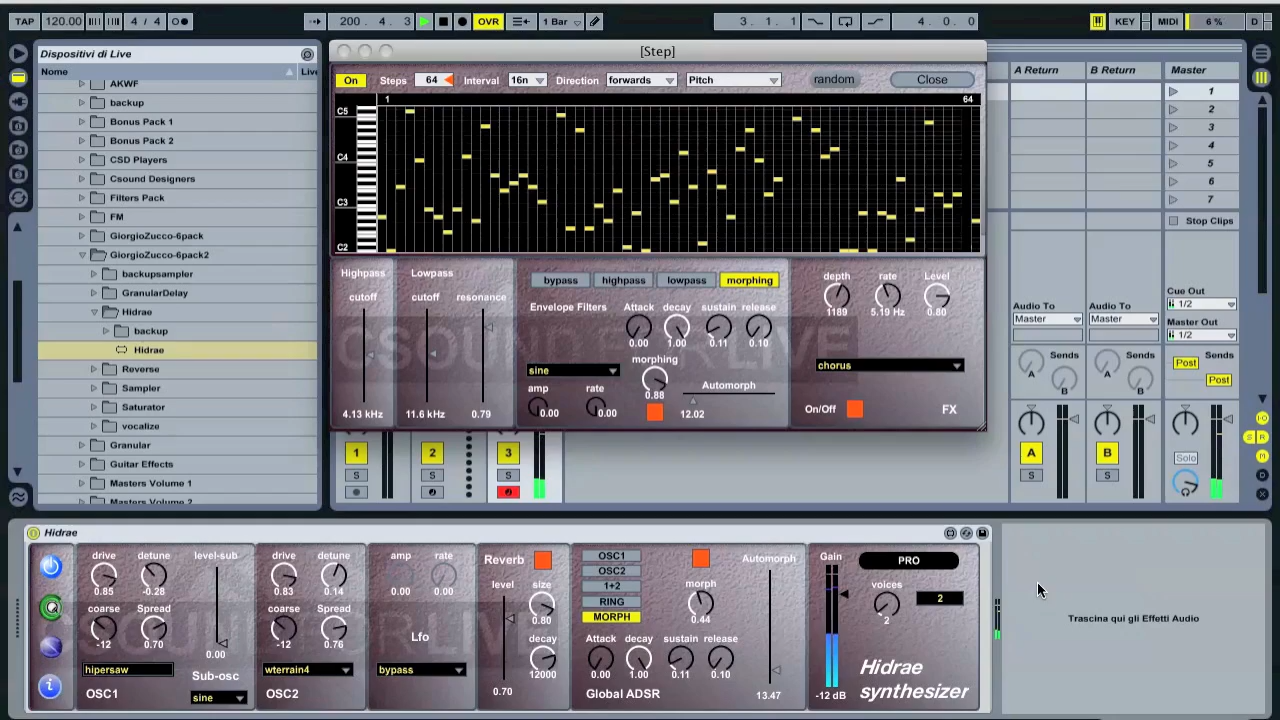 TAP 120.00 4 / 4 200 . 4 . 3 OVR 1 Bar 3 . 1 . 1 4 . 0 . 0 KEY MIDI 6 % D
Dispositivi di Live
Nome Live
AKWF
backup
Bonus Pack 1
Bonus Pack 2
CSD Players
Csound Designers
Filters Pack
FM
GiorgioZucco-6pack
GiorgioZucco-6pack2
backupsampler
GranularDelay
Hidrae
backup
Hidrae
Reverse
Sampler
Saturator
vocalize
Granular
Guitar Effects
Masters Volume 1
Masters Volume 2
[Step]
On Steps 64 Interval 16n Direction forwards Pitch random Close
1 64
C5
C4
C3
C2
Highpass
cutoff
4.13 kHz
Lowpass
cutoff resonance
11.6 kHz 0.79
bypass highpass lowpass morphing
Envelope Filters Attack decay sustain release
0.00 1.00 0.11 0.10
sine
morphing
0.88
Automorph
12.02
amp rate
0.00 0.00
depth rate Level
1189 5.19 Hz 0.80
chorus
On/Off FX
A Return B Return Master
1
2
3
4
5
6
7
Stop Clips
Cue Out
1/2
Audio To Audio To Master Out
Master Master 1/2
Sends Sends Post Sends
A A Post
B B
1 2 3 A B Solo
S S S S S
Hidrae
drive detune level-sub
0.85 -0.28
coarse Spread
-12 0.70 0.00
hipersaw Sub-osc
OSC1 sine
drive detune
0.83 0.14
coarse Spread
-12 0.76
wterrain4
OSC2
amp rate
0.00 0.00
Lfo
bypass
Reverb
level size
0.80
decay
0.70 12000
OSC1
OSC2
1+2
RING
MORPH
morph
0.44
Automorph
13.47
Attack decay sustain release
0.00 1.00 0.11 0.10
Global ADSR
Gain PRO
voices 2
2
-12 dB
Hidrae
synthesizer
Trascina qui gli Effetti Audio